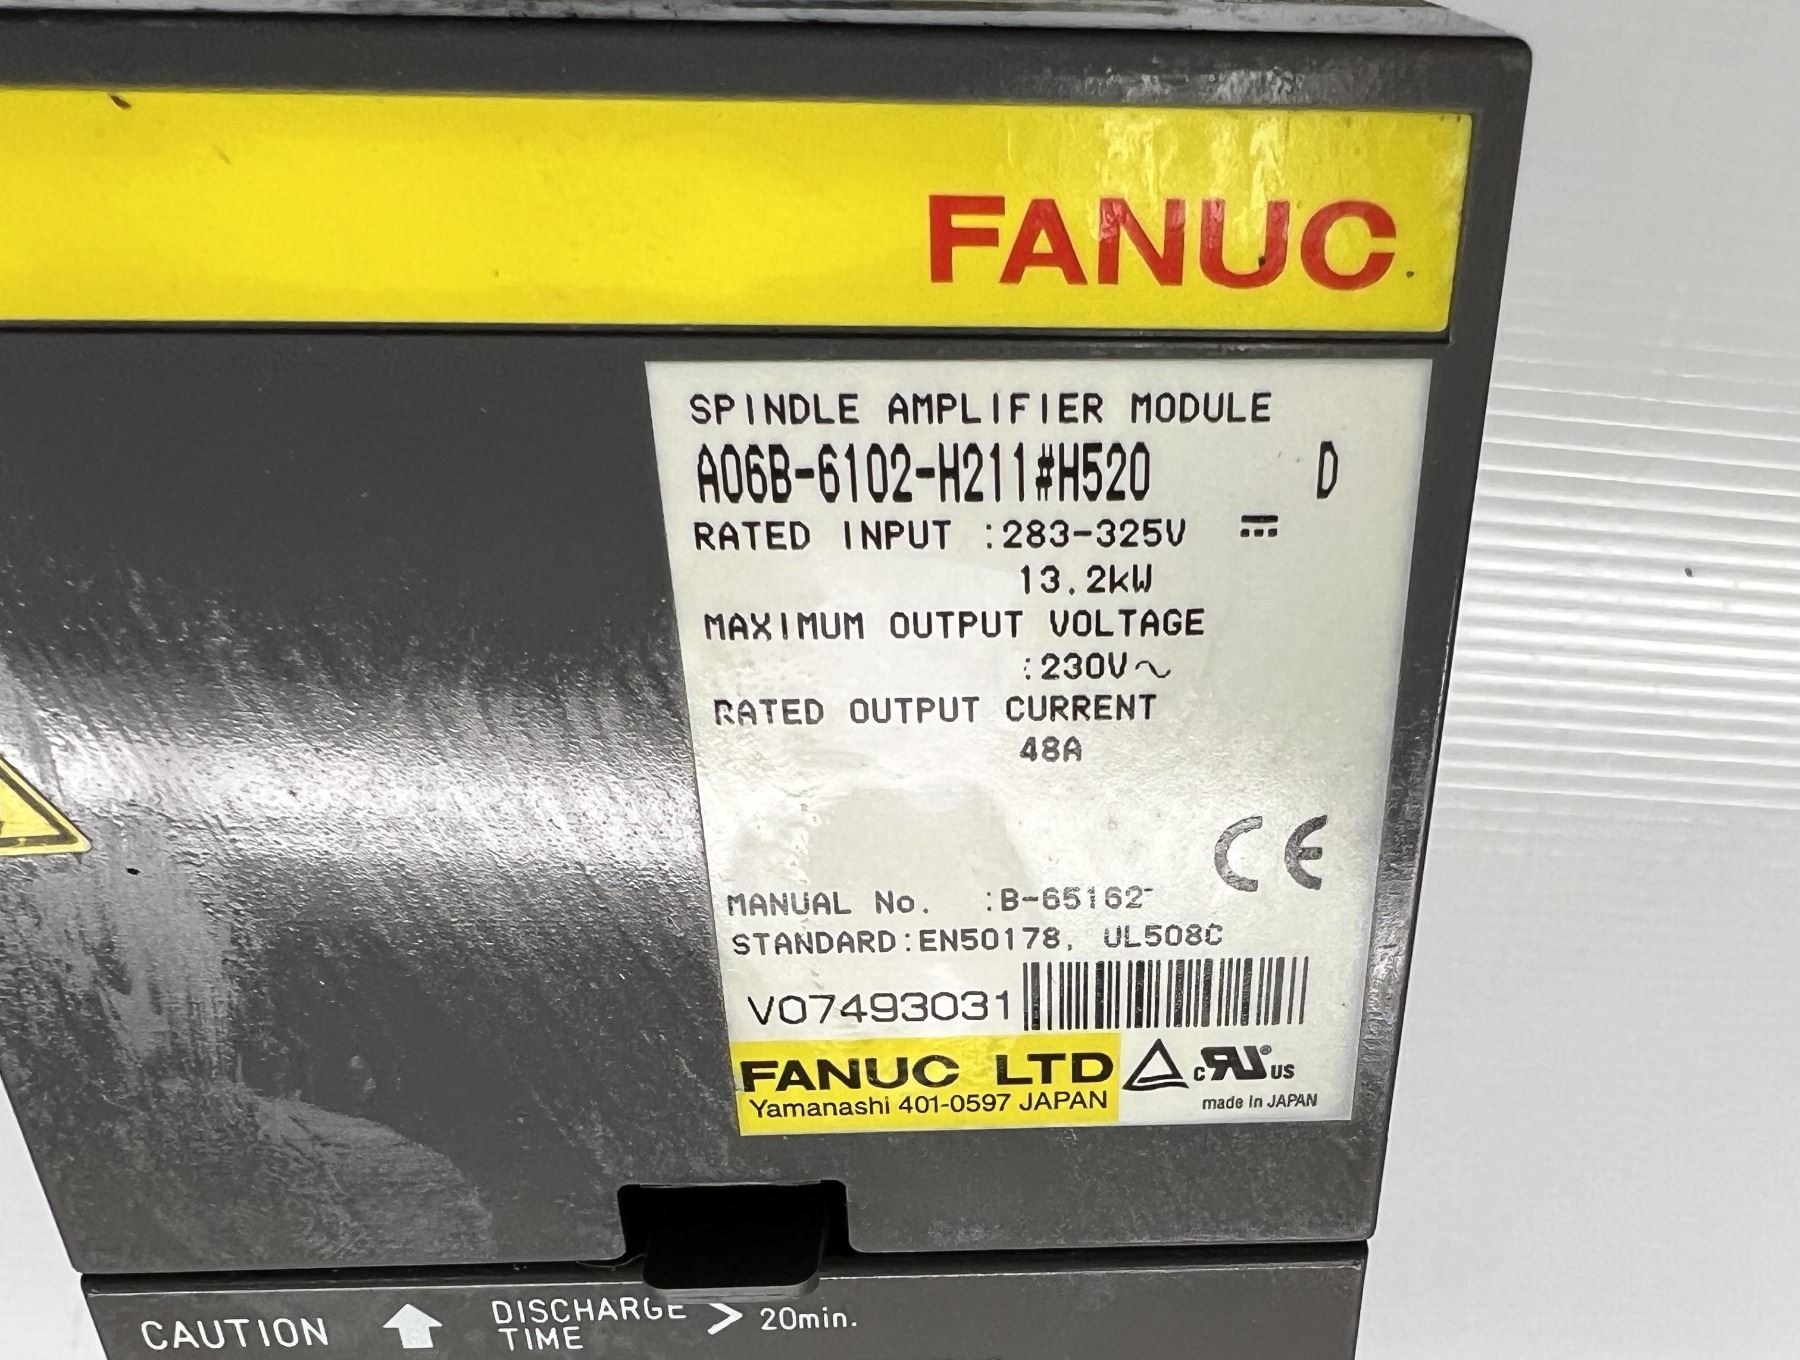 FANUC
SPINDLE AMPLIFIER MODULE
A06B-6102-H211#H520 D
RATED INPUT :283-325V ⎓
13.2kW
MAXIMUM OUTPUT VOLTAGE
:230V~
RATED OUTPUT CURRENT
48A
CE
MANUAL No. :B-65162
STANDARD:EN50178, UL508C
V07493031
FANUC LTD
Yamanashi 401-0597 JAPAN
c RU® US
made in JAPAN
CAUTION
DISCHARGE
TIME > 20min.